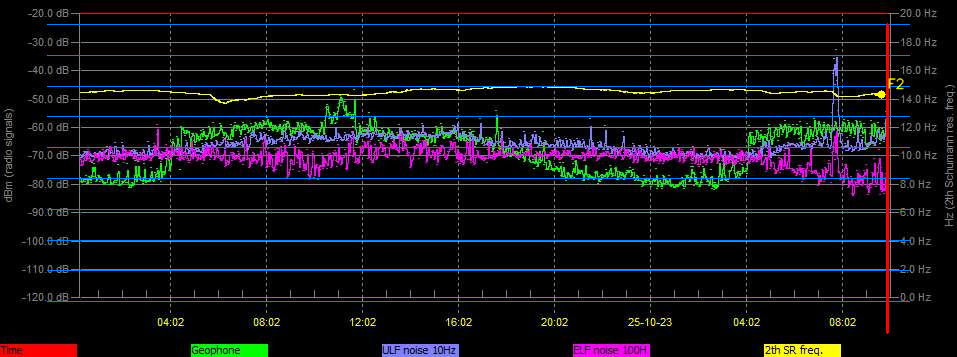 -20.0 dB
20.0 Hz
-30.0 dB
18.0 Hz
-40.0 dB
16.0 Hz
F2
-50.0 dB
14.0 Hz
-60.0 dB
12.0 Hz
-70.0 dB
10.0 Hz
-80.0 dB
8.0 Hz
-90.0 dB
6.0 Hz
-100.0 dB
4.0 Hz
-110.0 dB
2.0 Hz
-120.0 dB
0.0 Hz
dBm (radio signals)
Hz (2th Schumann res. freq.)
04:02 08:02 12:02 16:02 20:02 25-10-23 04:02 08:02
Time Geophone ULF noise 10Hz ELF noise 100H 2th SR freq.